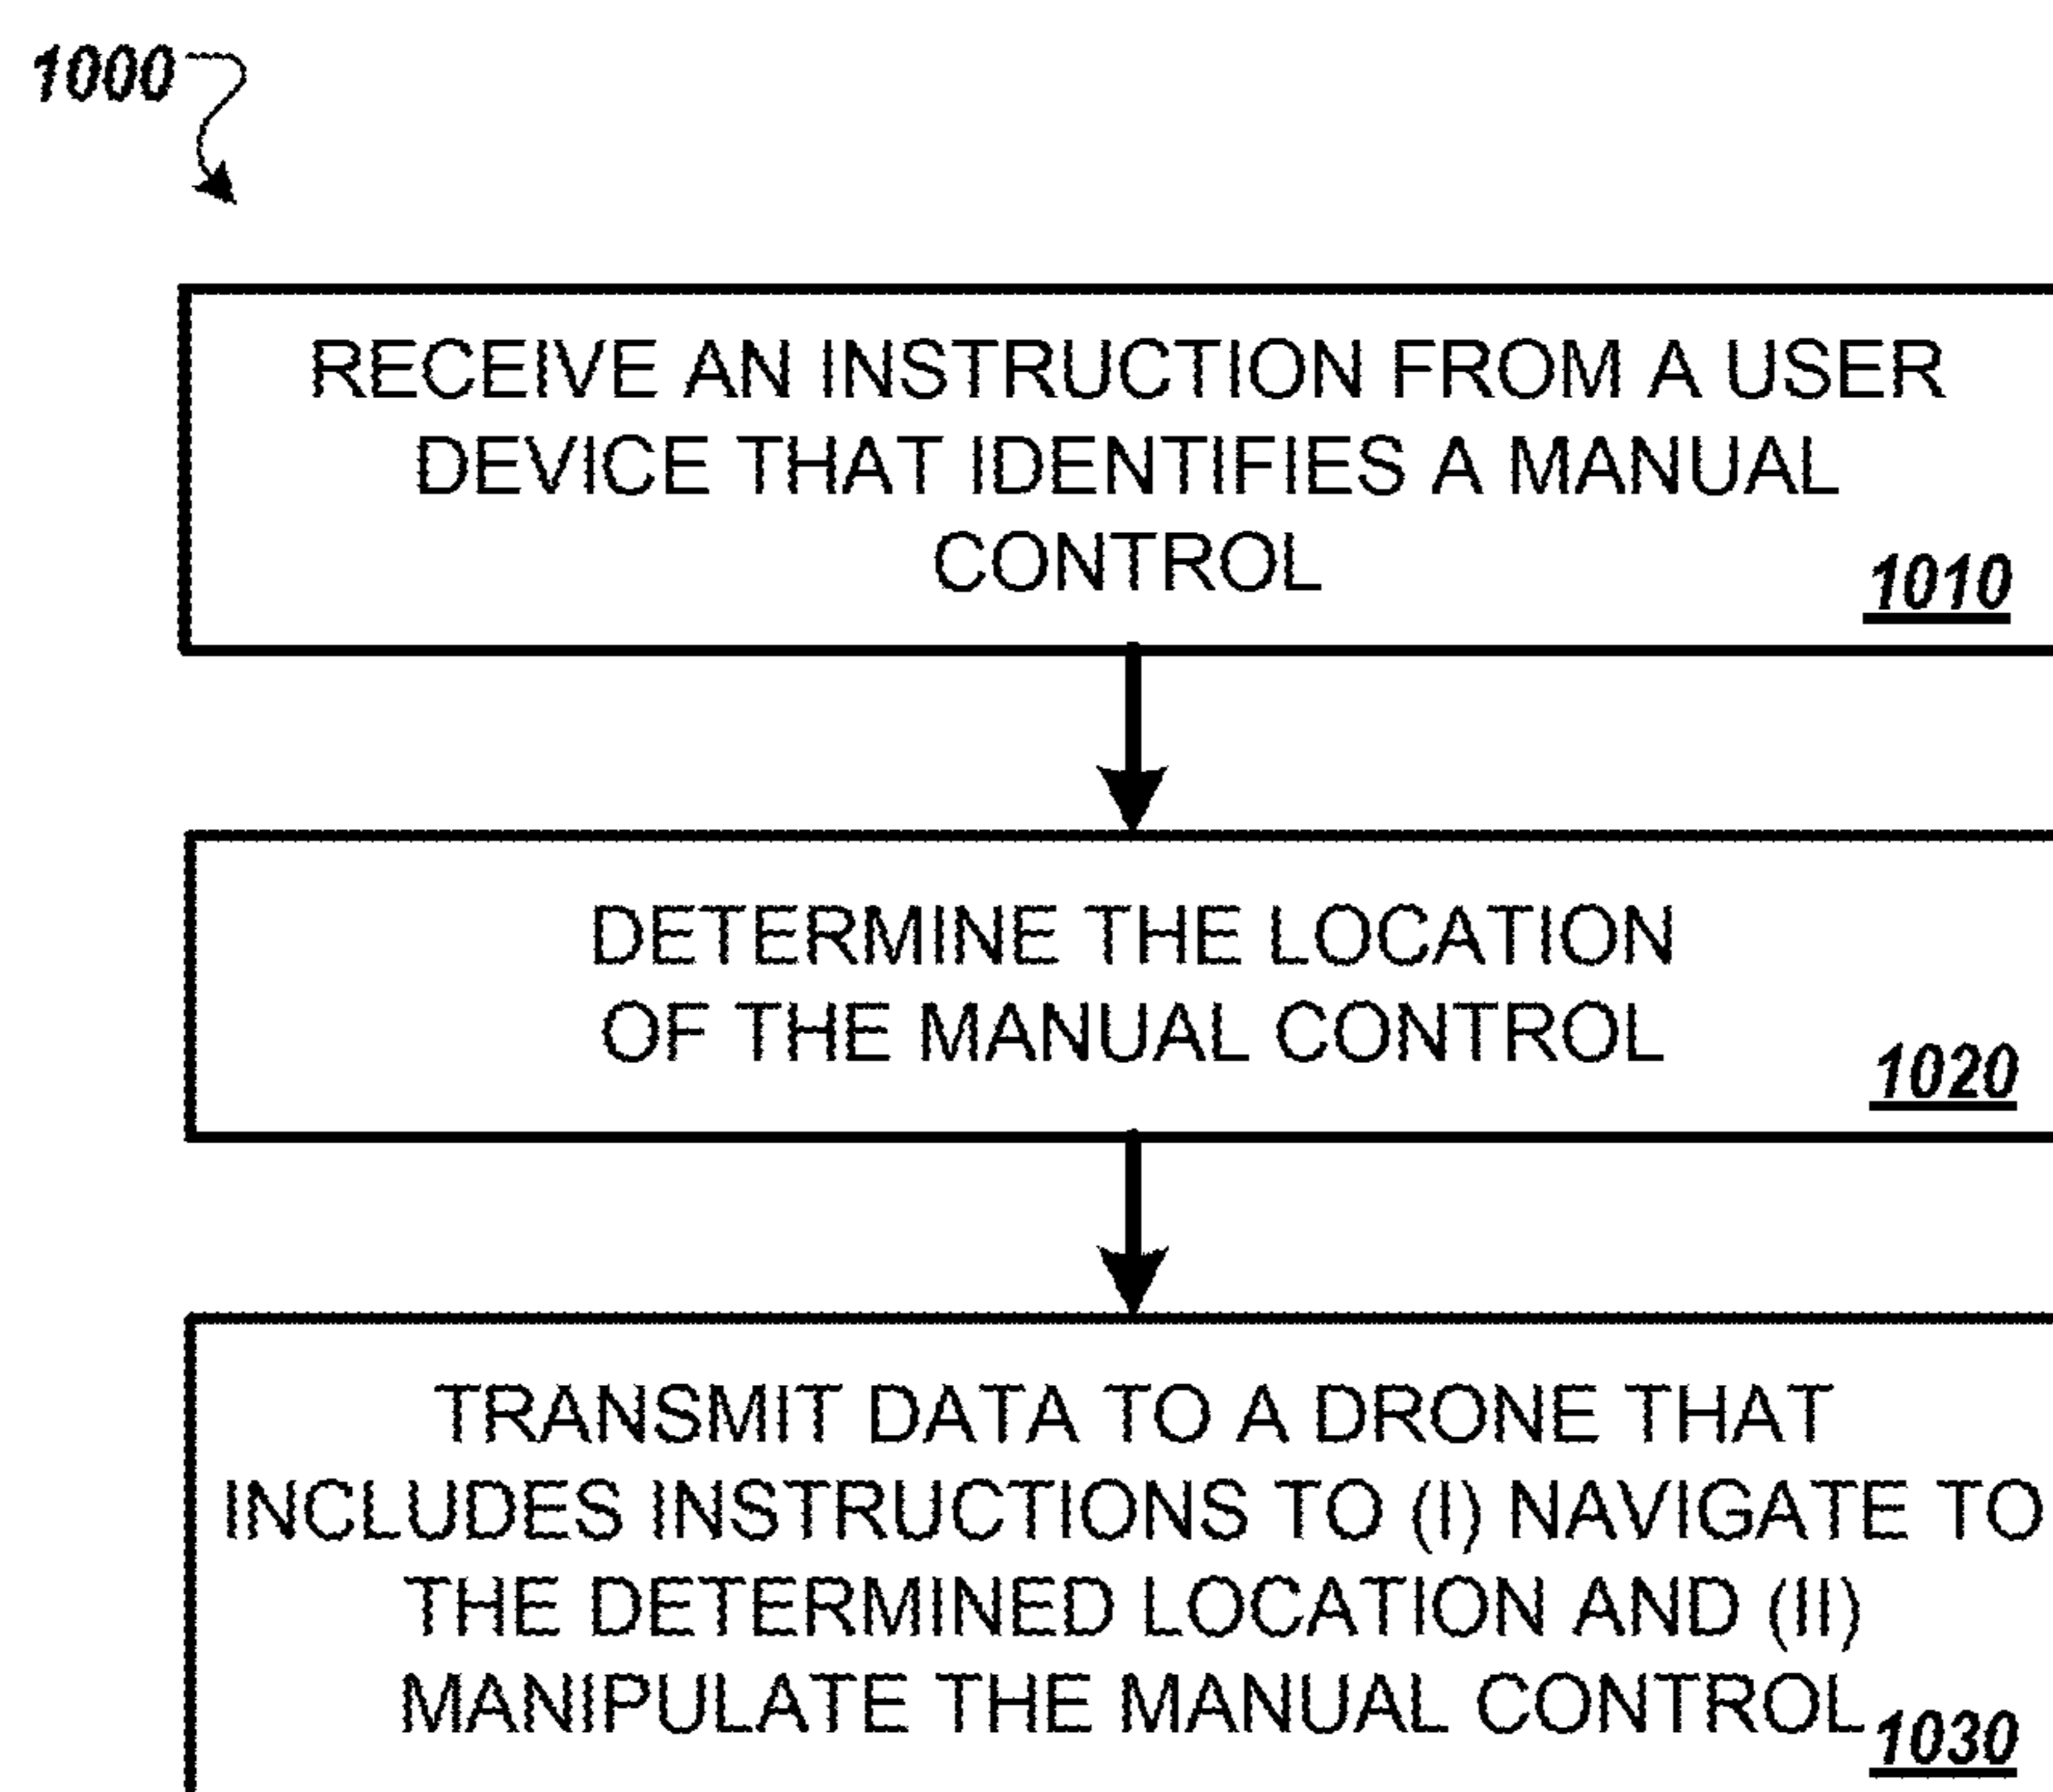 1000
RECEIVE AN INSTRUCTION FROM A USER
DEVICE THAT IDENTIFIES A MANUAL
CONTROL
1010
DETERMINE THE LOCATION
OF THE MANUAL CONTROL
1020
TRANSMIT DATA TO A DRONE THAT
INCLUDES INSTRUCTIONS TO (I) NAVIGATE TO
THE DETERMINED LOCATION AND (II)
MANIPULATE THE MANUAL CONTROL
1030